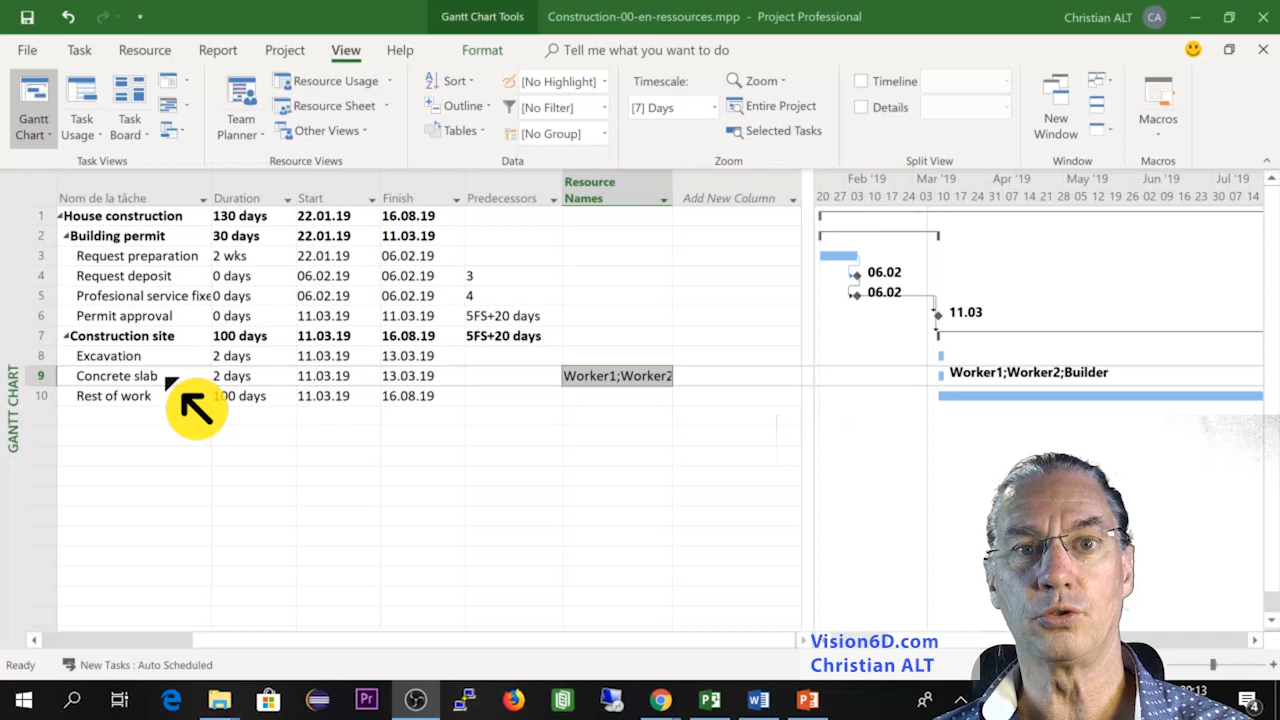 Gantt Chart Tools
Construction-00-en-ressources.mpp - Project Professional
Christian ALT CA
File Task Resource Report Project View Help Format Tell me what you want to do
Gantt Chart
Task Usage
Task Board
Task Views
Team Planner
Resource Usage
Resource Sheet
Other Views
Resource Views
Sort
Outline
Tables
[No Highlight]
[No Filter]
[No Group]
Data
Timescale:
[7] Days
Zoom
Entire Project
Selected Tasks
Zoom
Timeline
Details
Split View
New Window
Window
Macros
Macros
Nom de la tâche Duration Start Finish Predecessors Resource Names Add New Column
Feb '19 Mar '19 Apr '19 May '19 Jun '19 Jul '19
20 27 03 10 17 24 03 10 17 24 31 07 14 21 28 05 12 19 26 02 09 16 23 30 07 14
1 House construction 130 days 22.01.19 16.08.19
2 Building permit 30 days 22.01.19 11.03.19
3 Request preparation 2 wks 22.01.19 06.02.19
4 Request deposit 0 days 06.02.19 06.02.19 3 06.02
5 Profesional service fixe 0 days 06.02.19 06.02.19 4 06.02
6 Permit approval 0 days 11.03.19 11.03.19 5FS+20 days 11.03
7 Construction site 100 days 11.03.19 16.08.19 5FS+20 days
8 Excavation 2 days 11.03.19 13.03.19
9 Concrete slab 2 days 11.03.19 13.03.19 Worker1;Worker2 Worker1;Worker2;Builder
10 Rest of work 100 days 11.03.19 16.08.19
GANTT CHART
Vision6D.com
Christian ALT
Ready New Tasks : Auto Scheduled
Pr
4